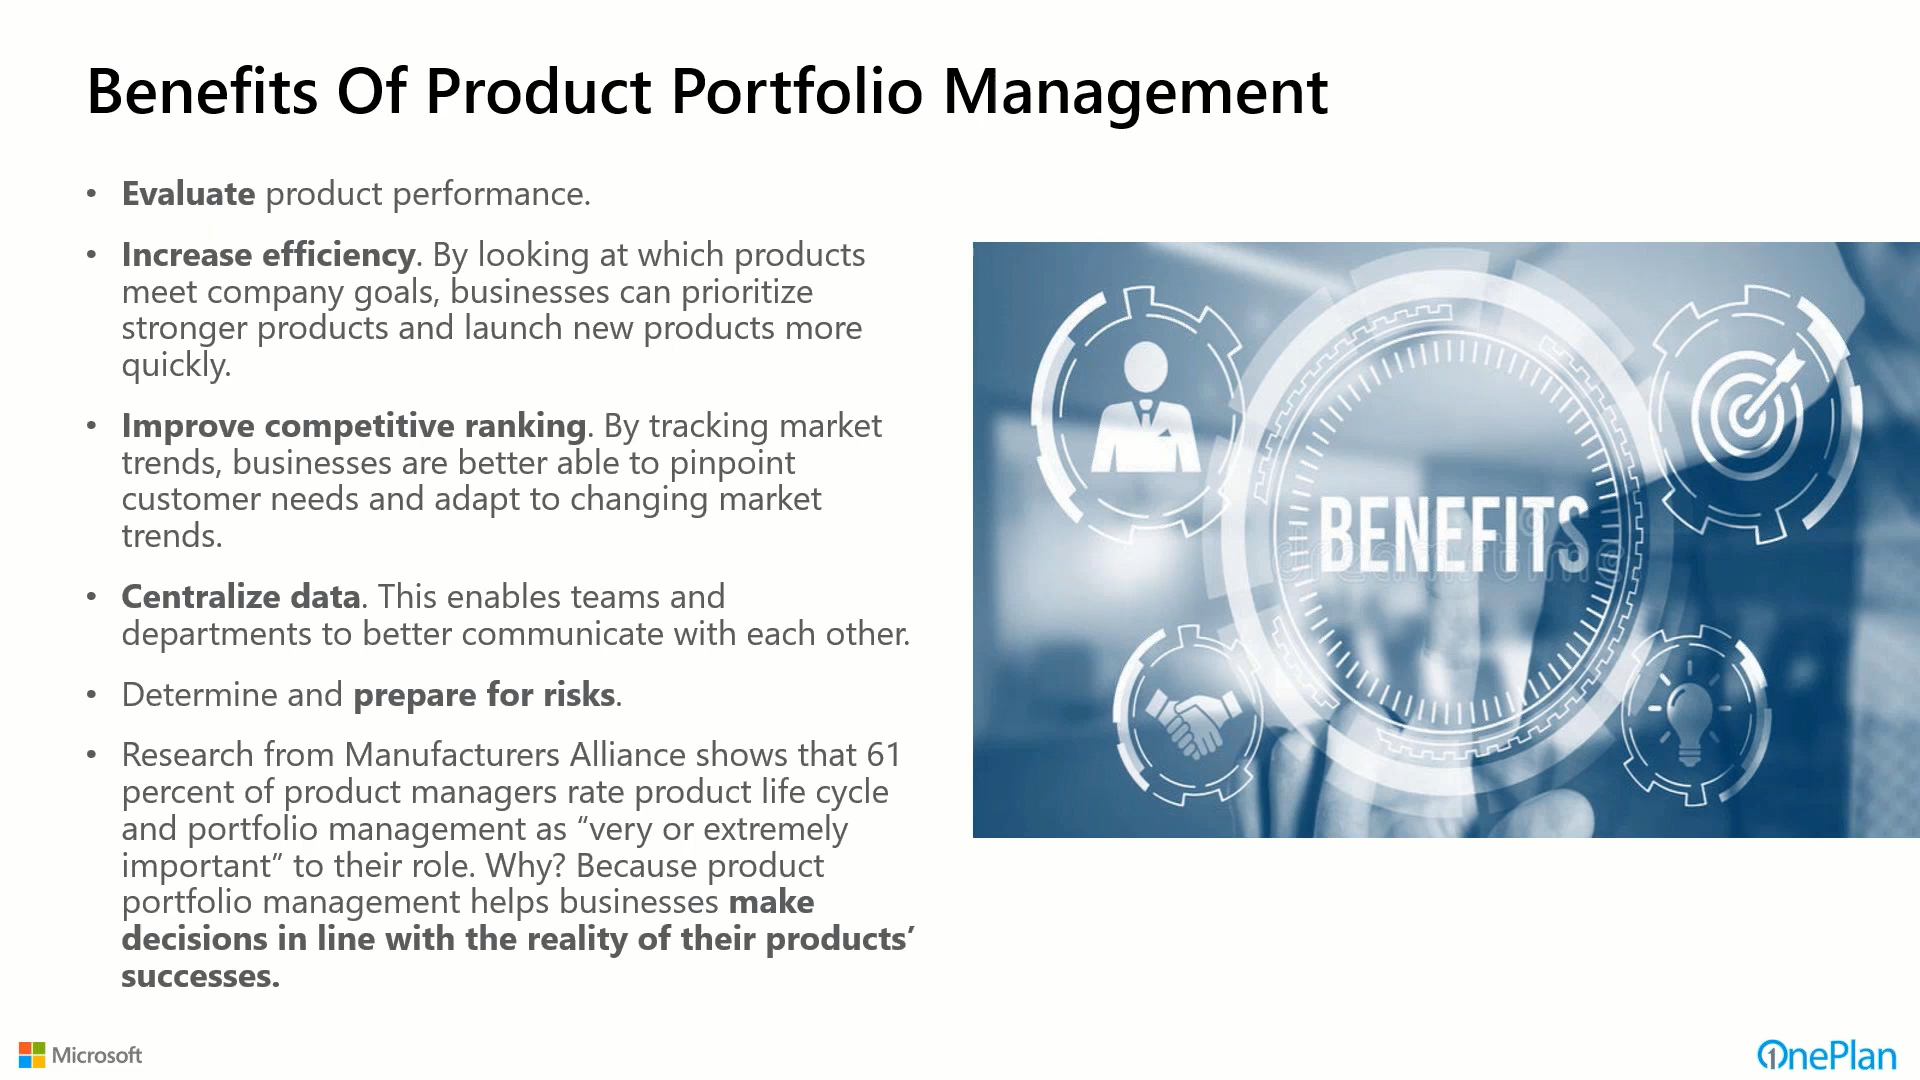 Benefits Of Product Portfolio Management
• Evaluate product performance.
• Increase efficiency. By looking at which products
meet company goals, businesses can prioritize
stronger products and launch new products more
quickly.
• Improve competitive ranking. By tracking market
trends, businesses are better able to pinpoint
customer needs and adapt to changing market
trends.
• Centralize data. This enables teams and
departments to better communicate with each other.
• Determine and prepare for risks.
• Research from Manufacturers Alliance shows that 61
percent of product managers rate product life cycle
and portfolio management as “very or extremely
important” to their role. Why? Because product
portfolio management helps businesses make
decisions in line with the reality of their products’
successes.
BENEFITS
dreamstime
Microsoft
OnePlan